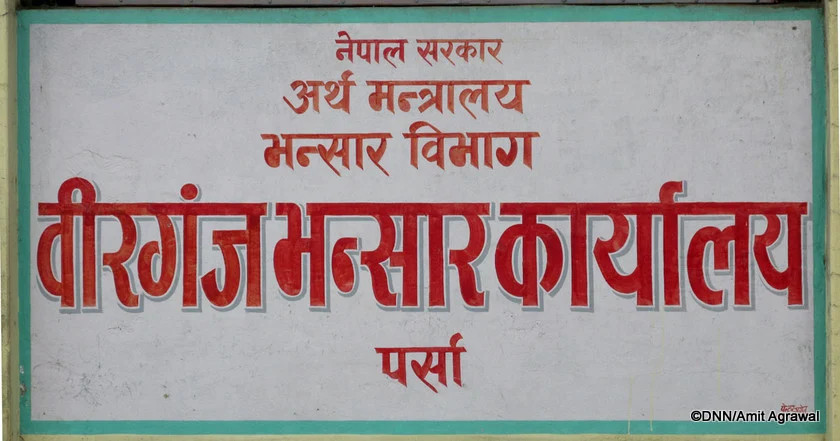 नेपाल सरकार
अर्थ मन्त्रालय
भन्सार विभाग
वीरगंज भन्सार कार्यालय
पर्सा
©DNN/Amit Agrawal